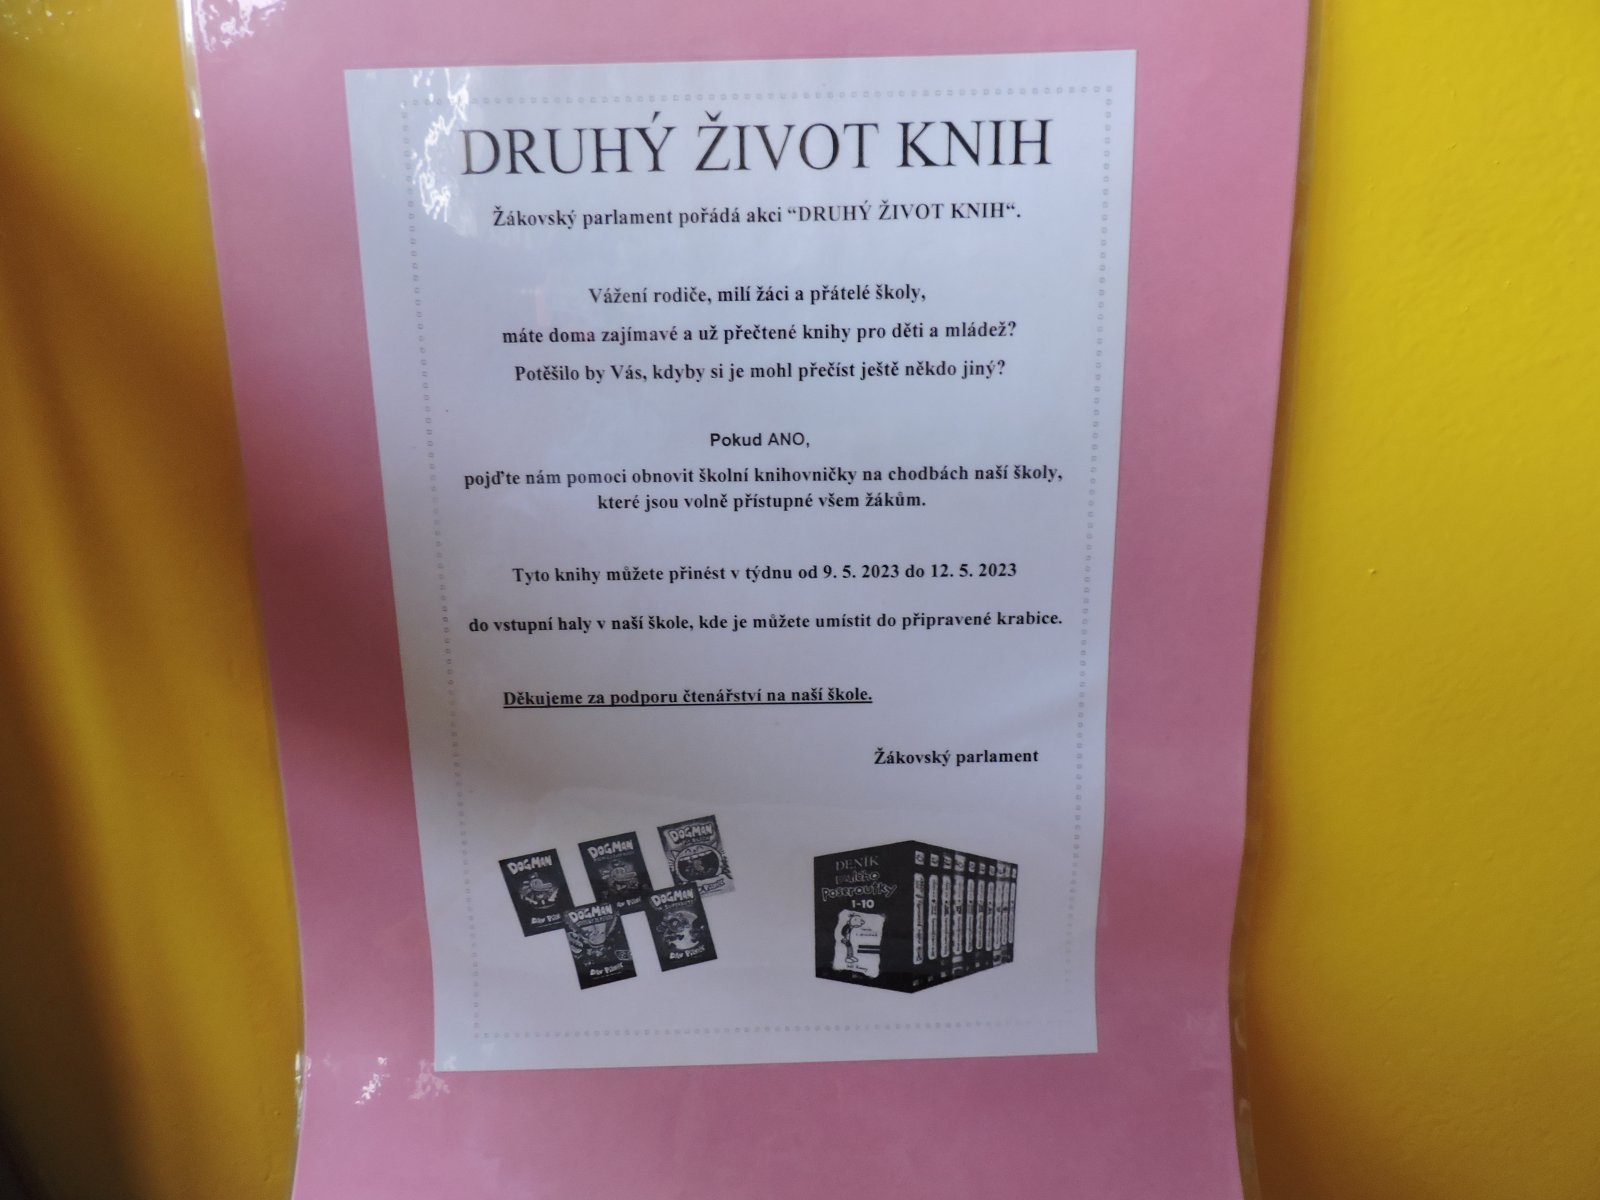 DRUHÝ ŽIVOT KNIH
Žákovský parlament pořádá akci “DRUHÝ ŽIVOT KNIH“.
Vážení rodiče, milí žáci a přátelé školy,
máte doma zajímavé a už přečtené knihy pro děti a mládež?
Potěšilo by Vás, kdyby si je mohl přečíst ještě někdo jiný?
Pokud ANO,
pojďte nám pomoci obnovit školní knihovničky na chodbách naší školy,
které jsou volně přístupné všem žákům.
Tyto knihy můžete přinést v týdnu od 9. 5. 2023 do 12. 5. 2023
do vstupní haly v naší škole, kde je můžete umístit do připravené krabice.
Děkujeme za podporu čtenářství na naší škole.
Žákovský parlament
DOGMAN
DOGMAN
DOGMAN
DOGMAN
DAV PILKEY
DOGMAN
DAV PILKEY
DENÍK
malého
poseroutky
1-10